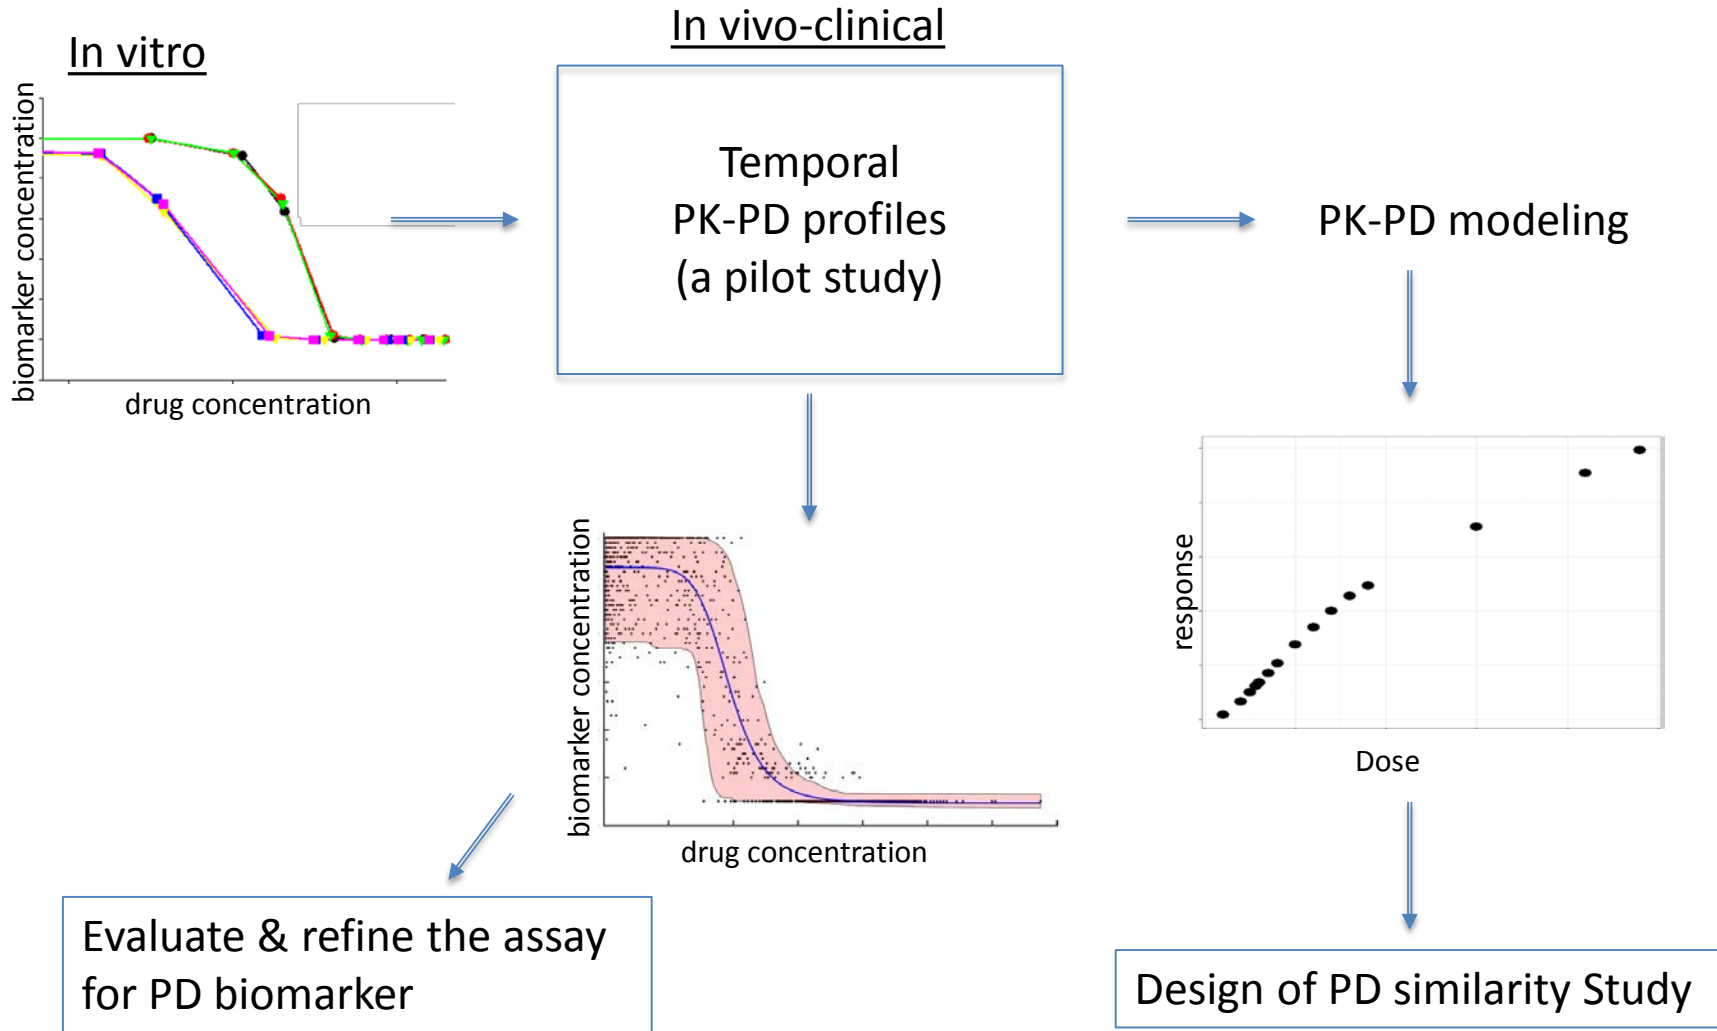 In vitro
In vivo-clinical
biomarker concentration
drug concentration
Temporal
PK-PD profiles
(a pilot study)
PK-PD modeling
biomarker concentration
drug concentration
response
Dose
Evaluate & refine the assay
for PD biomarker
Design of PD similarity Study